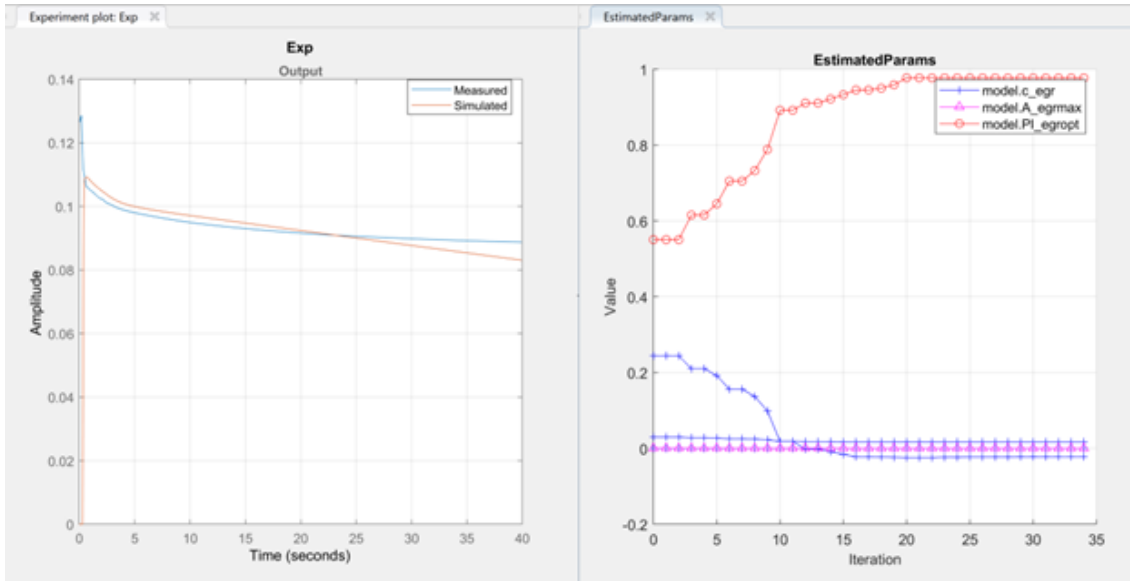 Experiment plot: Exp
Exp
Output
Measured
Simulated
0.14
0.12
0.1
0.08
0.06
0.04
0.02
0
Amplitude
0 5 10 15 20 25 30 35 40
Time (seconds)
EstimatedParams
EstimatedParams
model.c_egr
model.A_egrmax
model.PI_egropt
1
0.8
0.6
0.4
0.2
0
-0.2
Value
0 5 10 15 20 25 30 35
Iteration